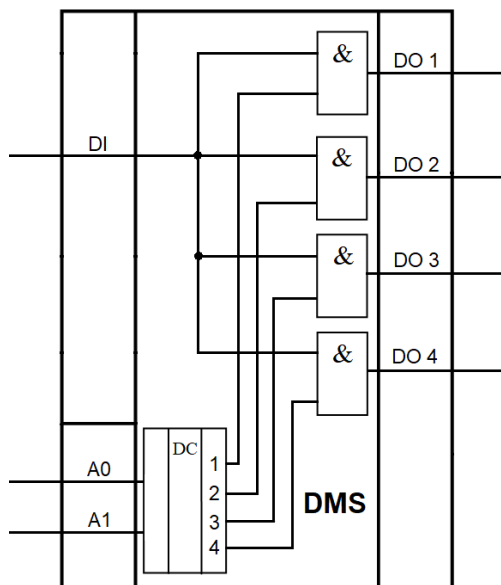 & DO 1
DI & DO 2
& DO 3
& DO 4
DC
A0 1
2 DMS
A1 3
4